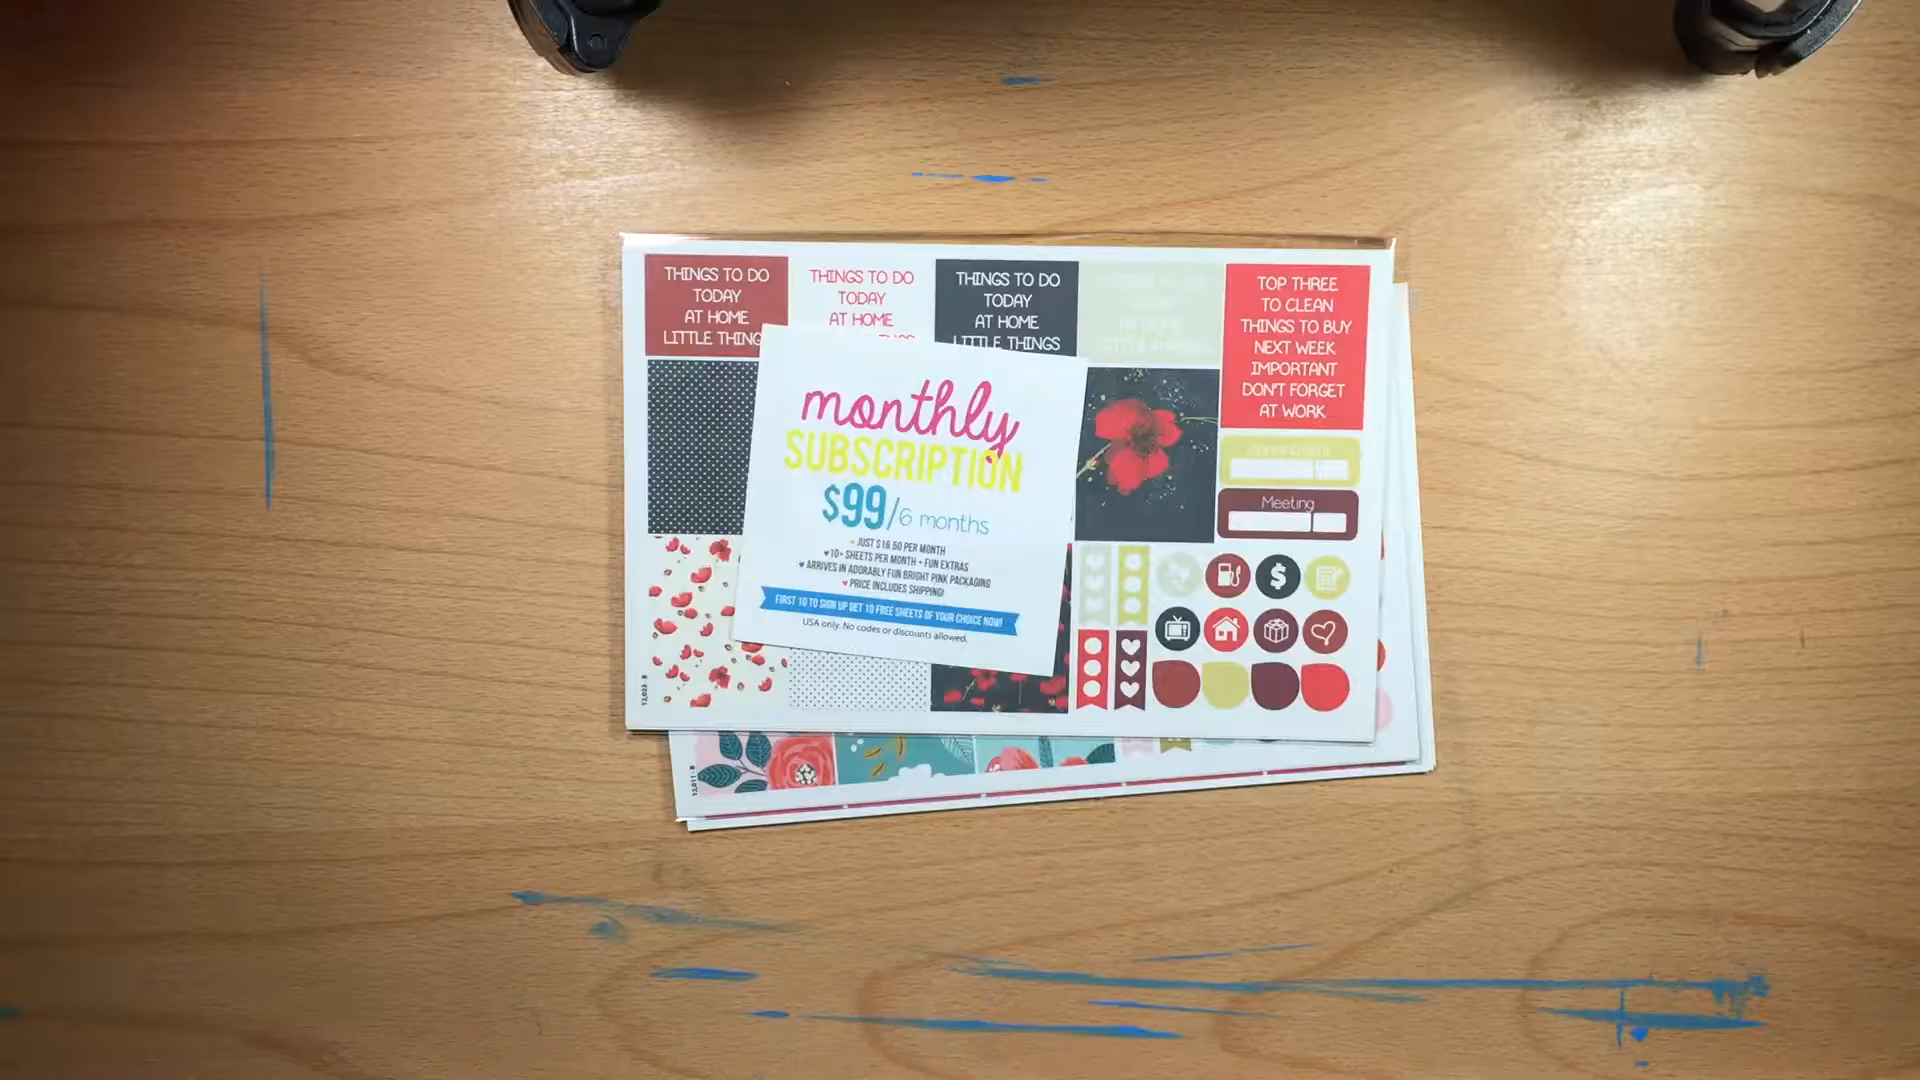 THINGS TO DO
TODAY
AT HOME
LITTLE THING
THINGS TO DO
TODAY
AT HOME
THINGS TO DO
TODAY
AT HOME
LITTLE THINGS
TOP THREE
TO CLEAN
THINGS TO BUY
NEXT WEEK
IMPORTANT
DON'T FORGET
AT WORK
Meeting
monthly
SUBSCRIPTION
$99/6 months
JUST $16.50 PER MONTH
♥10+ SHEETS PER MONTH + FUN EXTRAS
♥ ARRIVES IN ADORABLY FUN BRIGHT PINK PACKAGING
♥ PRICE INCLUDES SHIPPING!
FIRST 10 TO SIGN UP GET 10 FREE SHEETS OF YOUR CHOICE NOW!
USA only. No codes or discounts allowed.
$